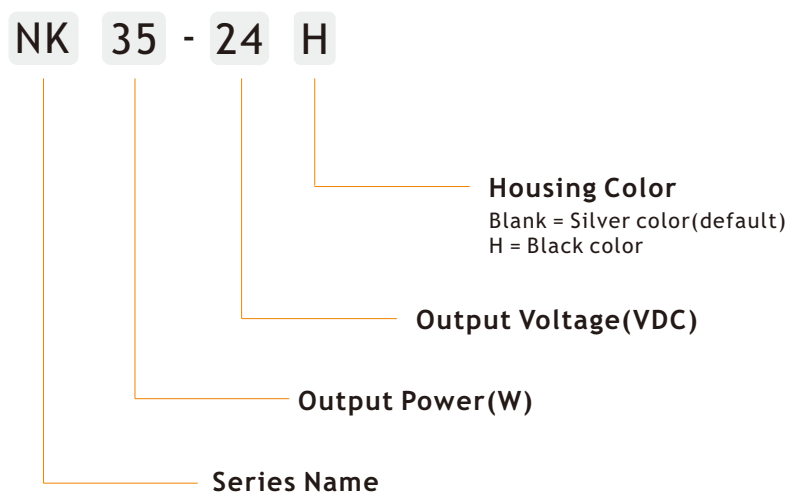 NK 35 - 24 H
Housing Color
Blank = Silver color(default)
H = Black color
Output Voltage(VDC)
Output Power(W)
Series Name